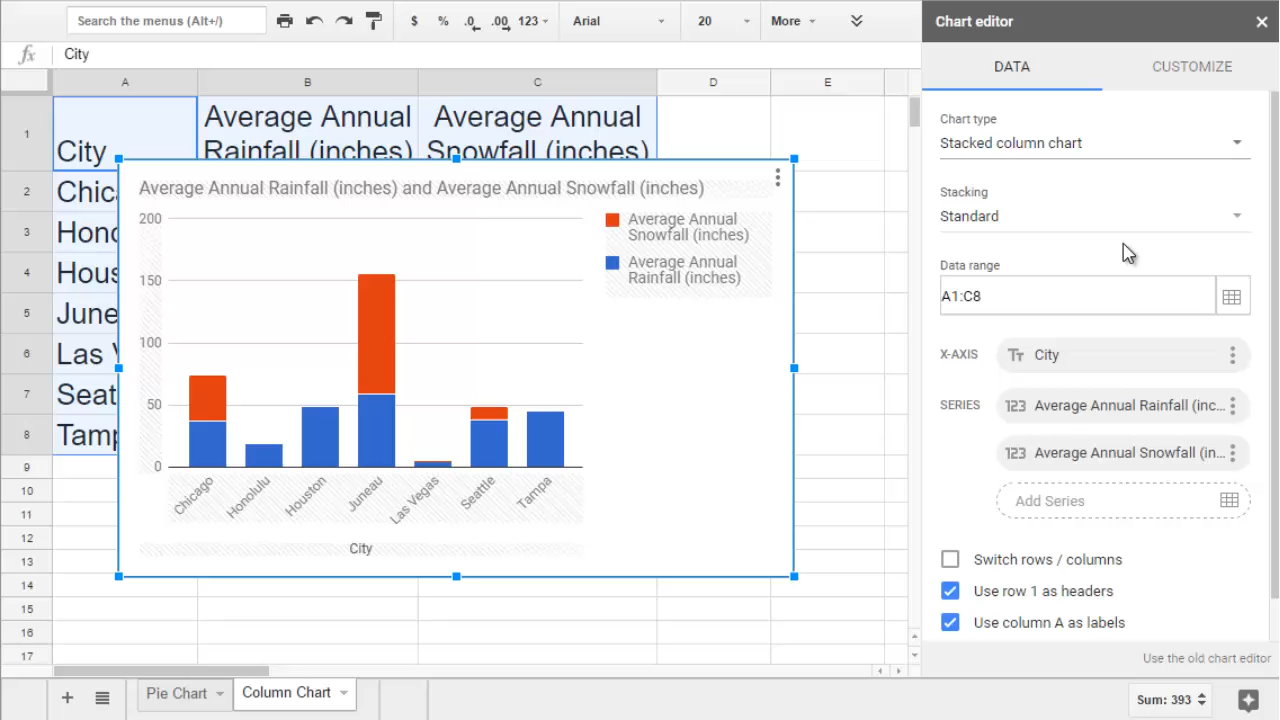 Search the menus (Alt+/)
$ % .0 .00 123 Arial 20 More
fx City
A B C D E
1 City Average Annual Rainfall (inches) Average Annual Snowfall (inches)
2 Chic
3 Hono
4 Hous
5 June
6 Las V
7 Seat
8 Tamp
9
10
11
12
13
14
15
16
17
Average Annual Rainfall (inches) and Average Annual Snowfall (inches)
200
150
100
50
0
Chicago Honolulu Houston Juneau Las Vegas Seattle Tampa
City
Average Annual
Snowfall (inches)
Average Annual
Rainfall (inches)
Chart editor
DATA CUSTOMIZE
Chart type
Stacked column chart
Stacking
Standard
Data range
A1:C8
X-AXIS Tт City
SERIES 123 Average Annual Rainfall (inc...
123 Average Annual Snowfall (in...
Add Series
Switch rows / columns
Use row 1 as headers
Use column A as labels
Use the old chart editor
+ Pie Chart Column Chart
Sum: 393